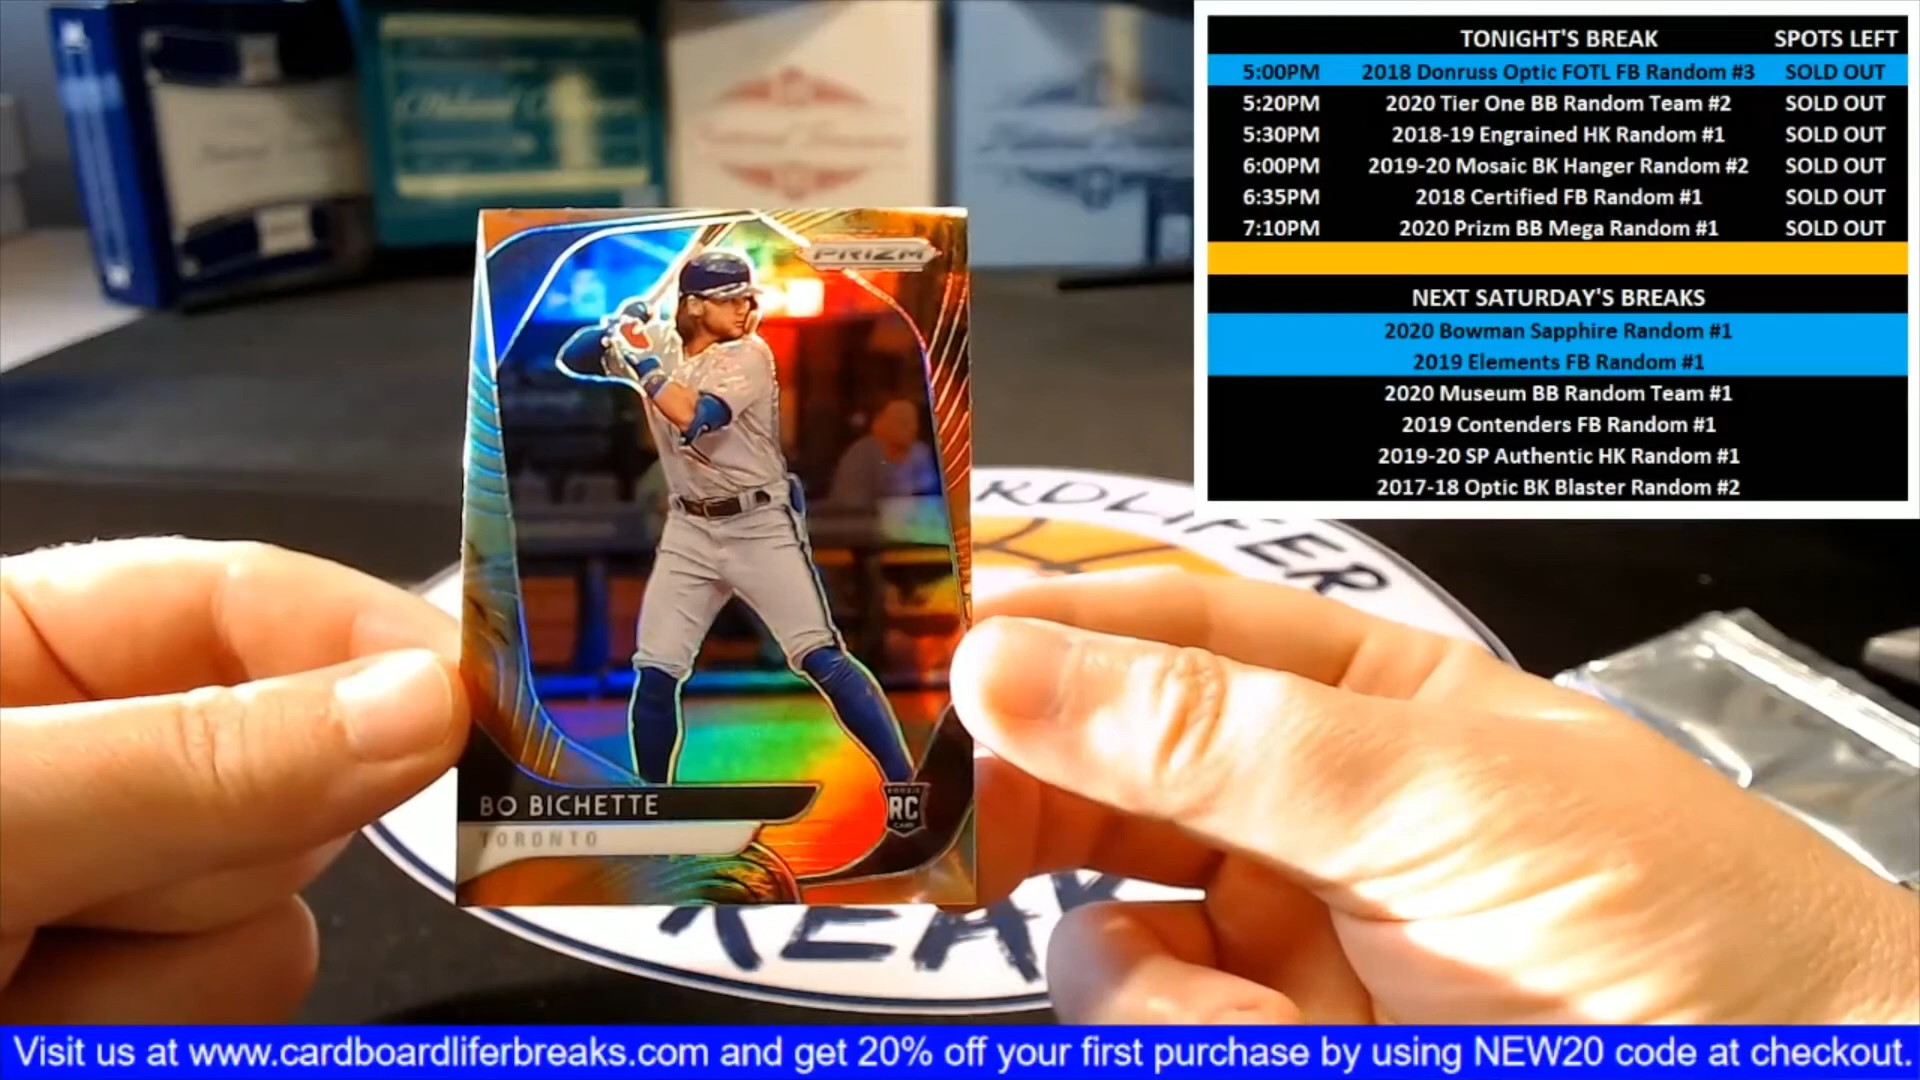 TONIGHT'S BREAK SPOTS LEFT
5:00PM 2018 Donruss Optic FOTL FB Random #3 SOLD OUT
5:20PM 2020 Tier One BB Random Team #2 SOLD OUT
5:30PM 2018-19 Engrained HK Random #1 SOLD OUT
6:00PM 2019-20 Mosaic BK Hanger Random #2 SOLD OUT
6:35PM 2018 Certified FB Random #1 SOLD OUT
7:10PM 2020 Prizm BB Mega Random #1 SOLD OUT
NEXT SATURDAY'S BREAKS
2020 Bowman Sapphire Random #1
2019 Elements FB Random #1
2020 Museum BB Random Team #1
2019 Contenders FB Random #1
2019-20 SP Authentic HK Random #1
2017-18 Optic BK Blaster Random #2
PRIZM
BO BICHETTE
TORONTO
ROOKIE
RC
CARD
RDLIFER
REAK
Visit us at www.cardboardliferbreaks.com and get 20% off your first purchase by using NEW20 code at checkout.